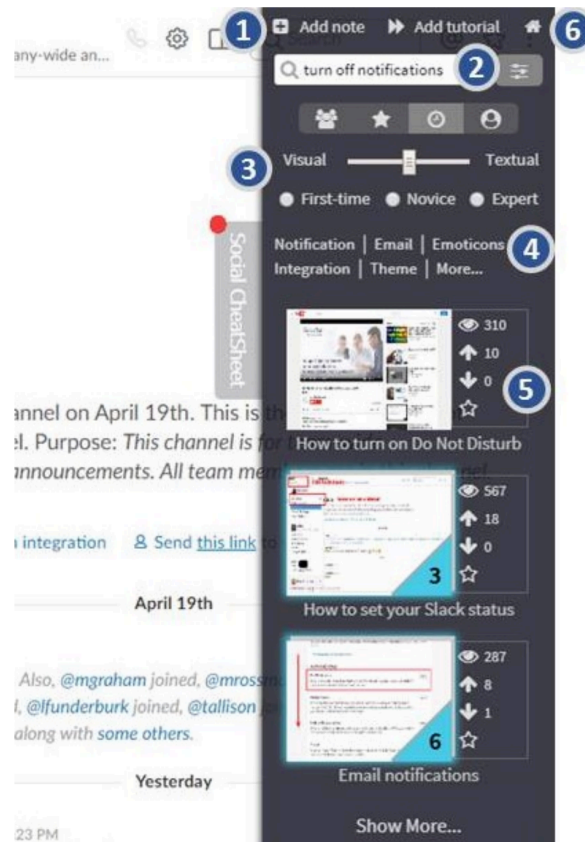 1 Add note Add tutorial 6
any-wide an...
turn off notifications 2
3 Visual Textual
First-time Novice Expert
Notification | Email | Emoticons 4
Integration | Theme | More...
Social CheatSheet
310
10
0
5
How to turn on Do Not Disturb
annel on April 19th. This is
el. Purpose: This channel is for
announcements. All team
567
18
0
3
How to set your Slack status
integration Send this link
April 19th
287
8
1
6
Email notifications
Also, @mgraham joined,
, @lfunderburk joined, @tallison
along with some others.
Yesterday
Show More...
:23 PM